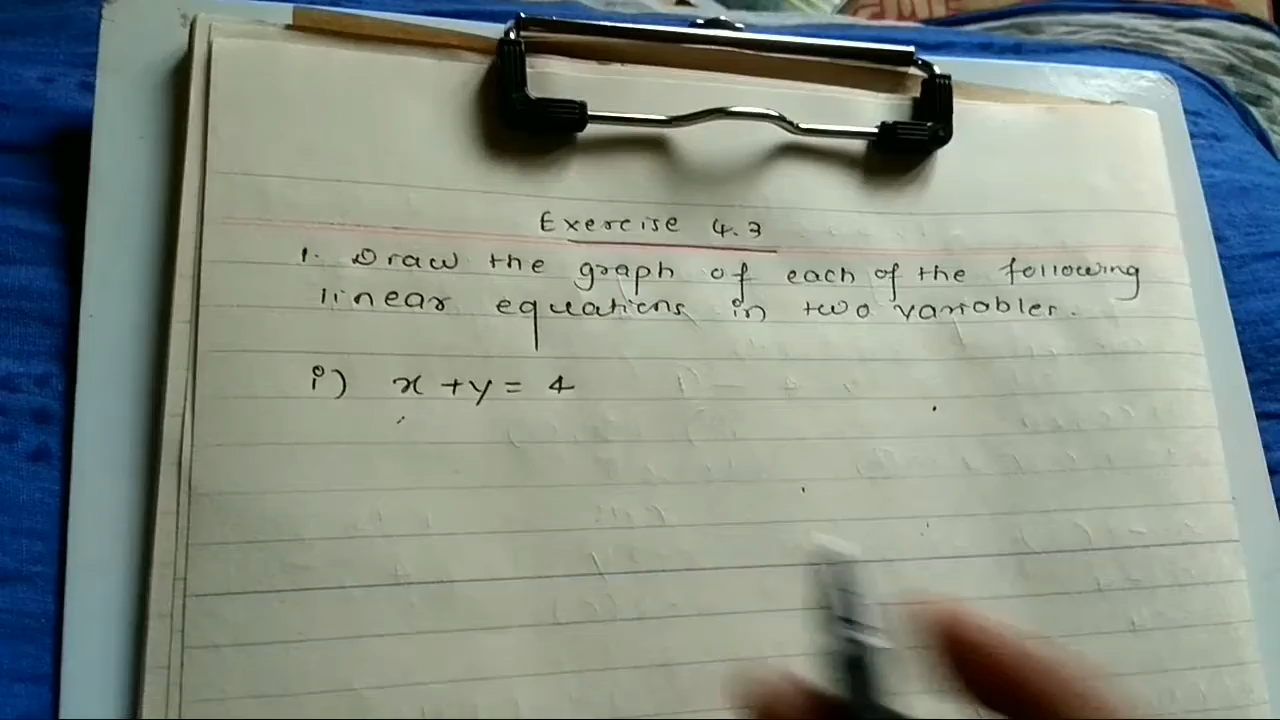 Exercise 4.3
1. Draw the graph of each of the following
linear equations in two variables.
i) x + y = 4